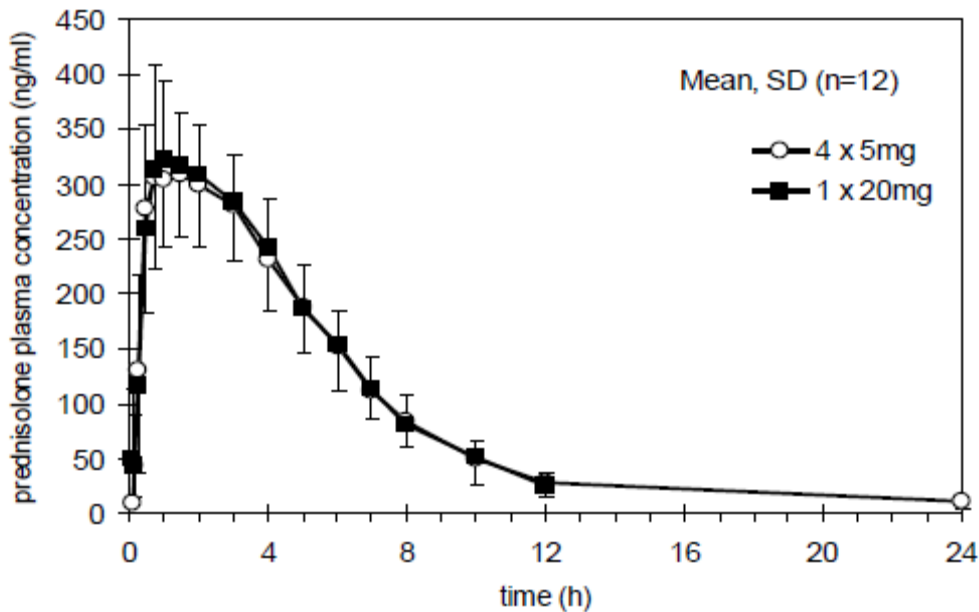 450
400
350
300
250
200
150
100
50
0
prednisolone plasma concentration (ng/ml)
Mean, SD (n=12)
4 x 5mg
1 x 20mg
0 4 8 12 16 20 24
time (h)